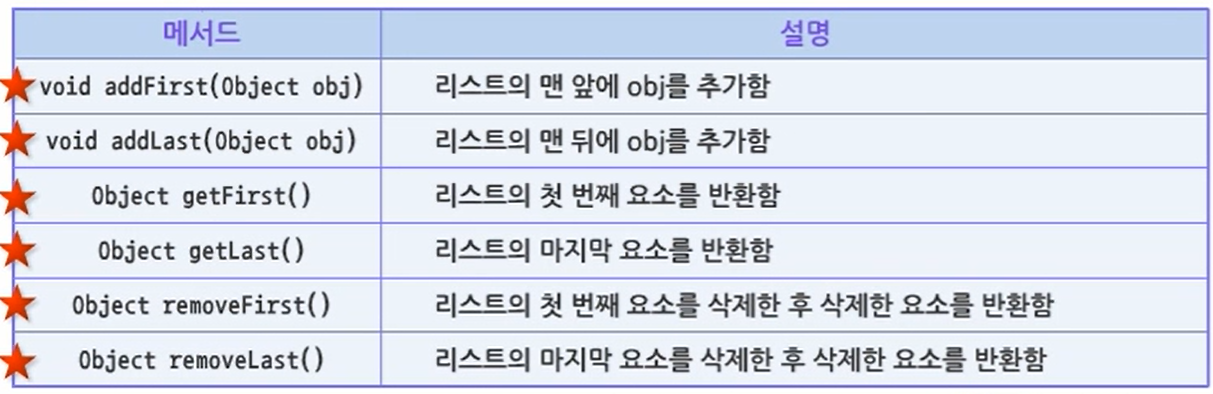 메서드 설명
void addFirst(Object obj) 리스트의 맨 앞에 obj를 추가함
void addLast(Object obj) 리스트의 맨 뒤에 obj를 추가함
Object getFirst() 리스트의 첫 번째 요소를 반환함
Object getLast() 리스트의 마지막 요소를 반환함
Object removeFirst() 리스트의 첫 번째 요소를 삭제한 후 삭제한 요소를 반환함
Object removeLast() 리스트의 마지막 요소를 삭제한 후 삭제한 요소를 반환함